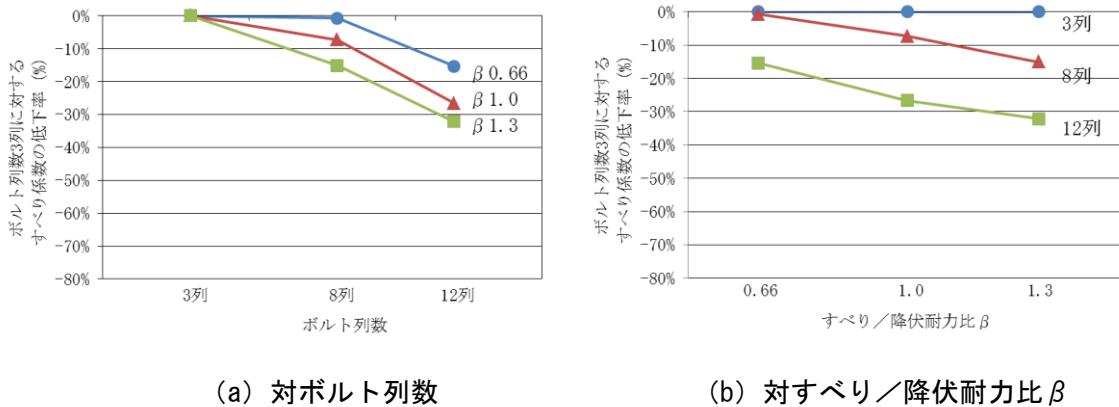 ボルト列数3列に対する
すべり係数の低下率 (%)
0%
-10%
-20%
-30%
-40%
-50%
-60%
-70%
-80%
β 0.66
β 1.0
β 1.3
3列
8列
12列
ボルト列数
(a) 対ボルト列数
ボルト列数3列に対する
すべり係数の低下率 (%)
0%
-10%
-20%
-30%
-40%
-50%
-60%
-70%
-80%
3列
8列
12列
0.66
1.0
1.3
すべり／降伏耐力比β
(b) 対すべり／降伏耐力比β